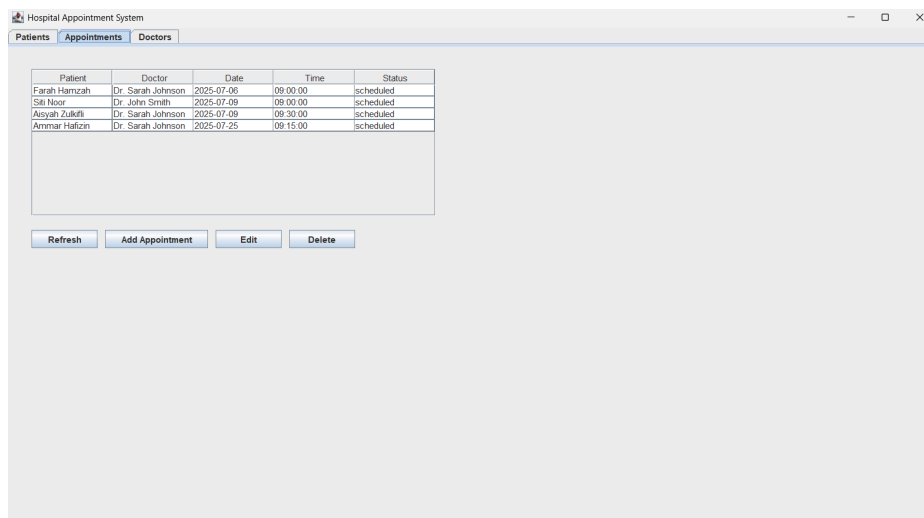 Hospital Appointment System
Patients Appointments Doctors
Patient Doctor Date Time Status
Farah Hamzah Dr. Sarah Johnson 2025-07-06 09:00:00 scheduled
Siti Noor Dr. John Smith 2025-07-09 09:00:00 scheduled
Aisyah Zulkifli Dr. Sarah Johnson 2025-07-09 09:30:00 scheduled
Ammar Hafizin Dr. Sarah Johnson 2025-07-25 09:15:00 scheduled
Refresh Add Appointment Edit Delete